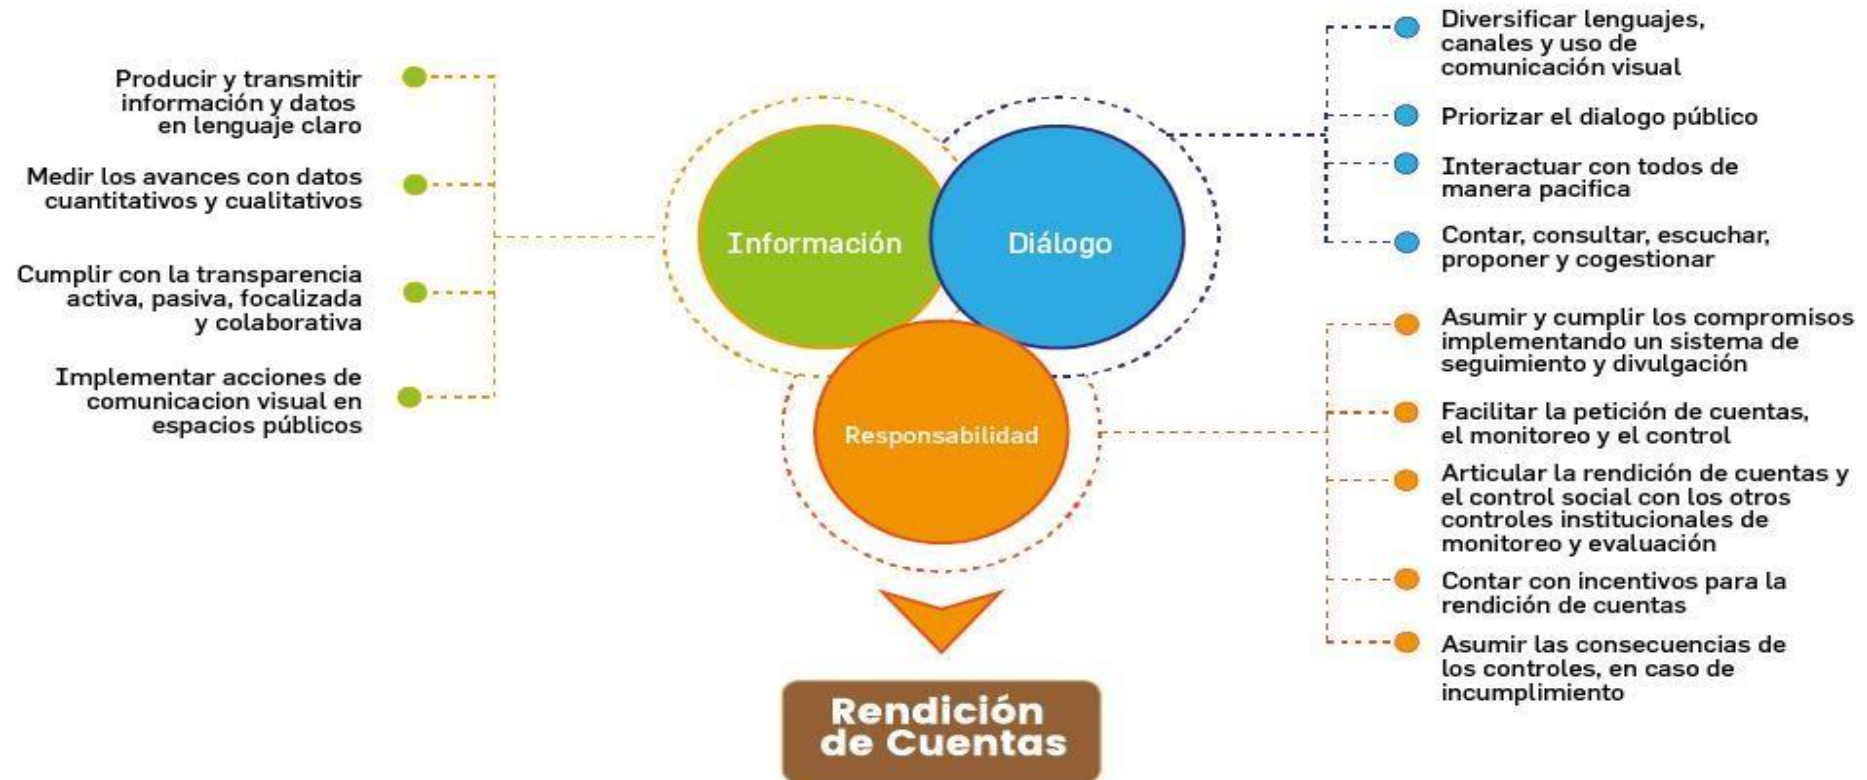 Producir y transmitir
información y datos
en lenguaje claro
Medir los avances con datos
cuantitativos y cualitativos
Cumplir con la transparencia
activa, pasiva, focalizada
y colaborativa
Implementar acciones de
comunicacion visual en
espacios públicos
Información
Diálogo
Responsabilidad
Diversificar lenguajes,
canales y uso de
comunicación visual
Priorizar el dialogo público
Interactuar con todos de
manera pacifica
Contar, consultar, escuchar,
proponer y cogestionar
Asumir y cumplir los compromisos
implementando un sistema de
seguimiento y divulgación
Facilitar la petición de cuentas,
el monitoreo y el control
Articular la rendición de cuentas y
el control social con los otros
controles institucionales de
monitoreo y evaluación
Contar con incentivos para la
rendición de cuentas
Asumir las consecuencias de
los controles, en caso de
incumplimiento
Rendición
de Cuentas